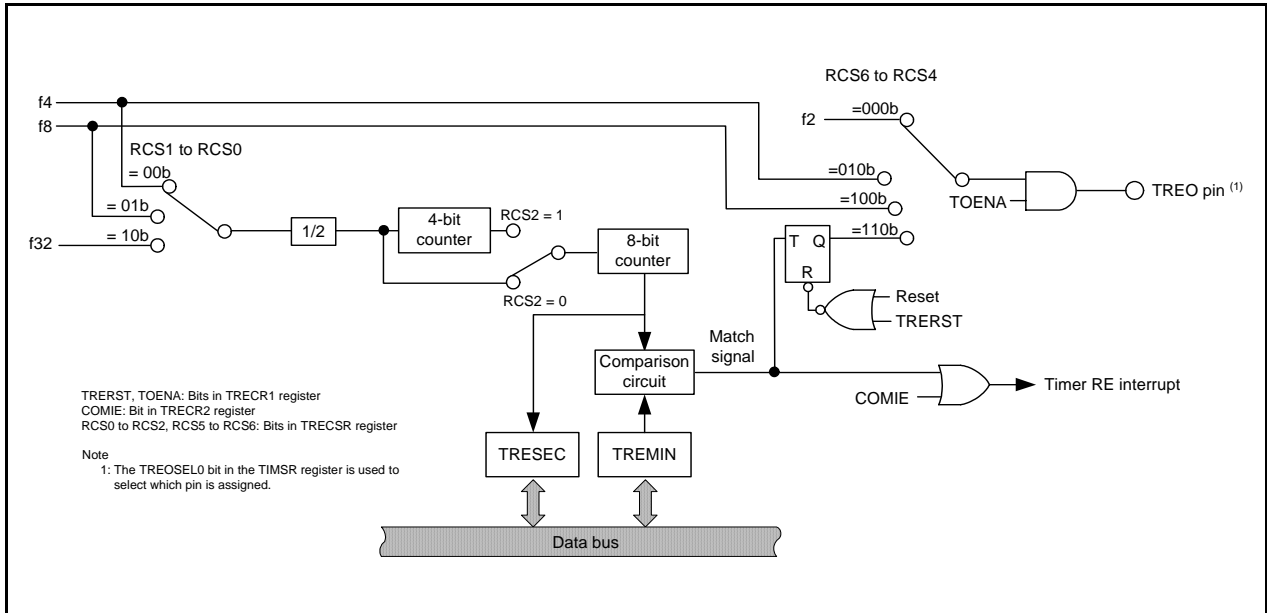 RCS6 to RCS4
f4
f8
f2
=000b
RCS1 to RCS0
= 00b
= 01b
= 10b
f32
1/2
4-bit
counter
RCS2 = 1
RCS2 = 0
8-bit
counter
=010b
=100b
=110b
TOENA
TREO pin (1)
T Q
R
Reset
TRERST
Comparison
circuit
Match
signal
COMIE
Timer RE interrupt
TRESEC
TREMIN
Data bus
TRERST, TOENA: Bits in TRECR1 register
COMIE: Bit in TRECR2 register
RCS0 to RCS2, RCS5 to RCS6: Bits in TRECSR register
Note
1: The TREOSEL0 bit in the TIMSR register is used to
select which pin is assigned.